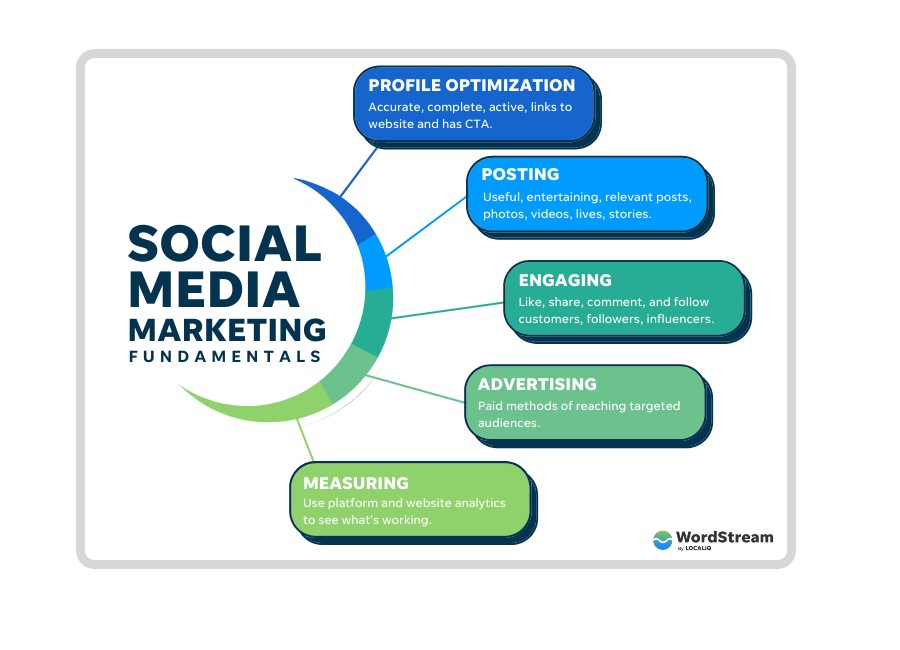 SOCIAL
MEDIA
MARKETING
FUNDAMENTALS
PROFILE OPTIMIZATION
Accurate, complete, active, links to
website and has CTA.
POSTING
Useful, entertaining, relevant posts,
photos, videos, lives, stories.
ENGAGING
Like, share, comment, and follow
customers, followers, influencers.
ADVERTISING
Paid methods of reaching targeted
audiences.
MEASURING
Use platform and website analytics
to see what's working.
WordStream
By LOCALiQ